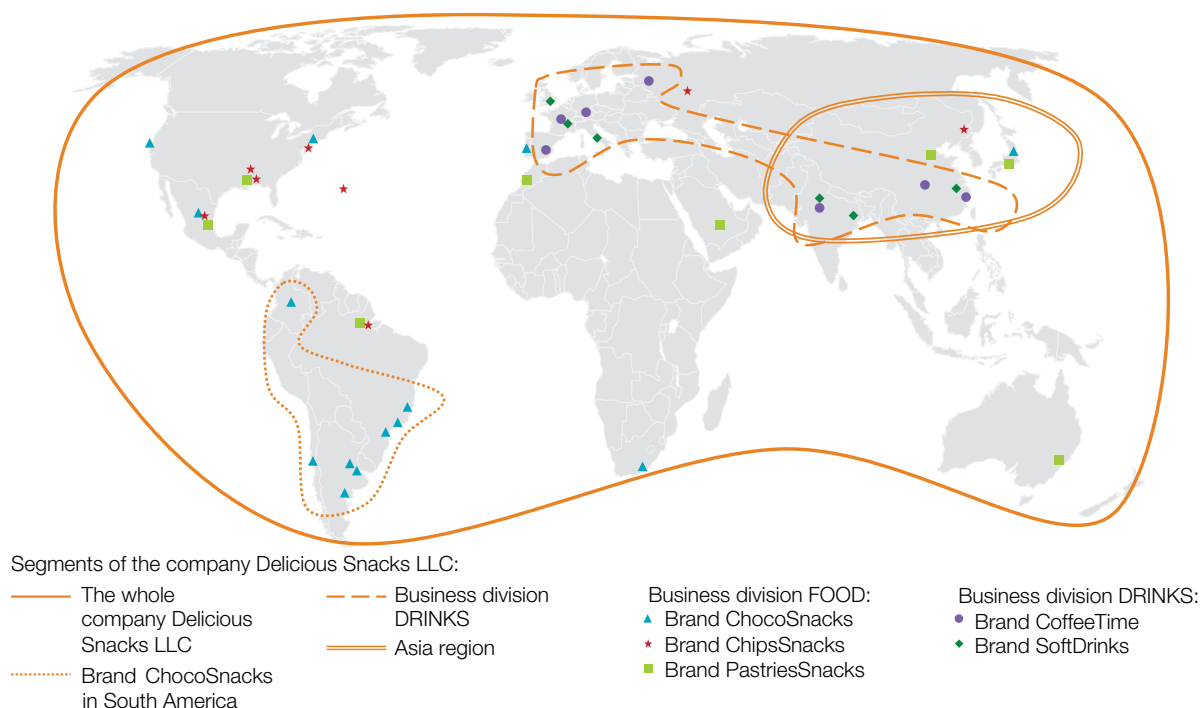 Segments of the company Delicious Snacks LLC:
The whole
company Delicious
Snacks LLC
Brand ChocoSnacks
in South America
Business division
DRINKS
Asia region
Business division FOOD:
Brand ChocoSnacks
Brand ChipsSnacks
Brand PastriesSnacks
Business division DRINKS:
Brand CoffeeTime
Brand SoftDrinks